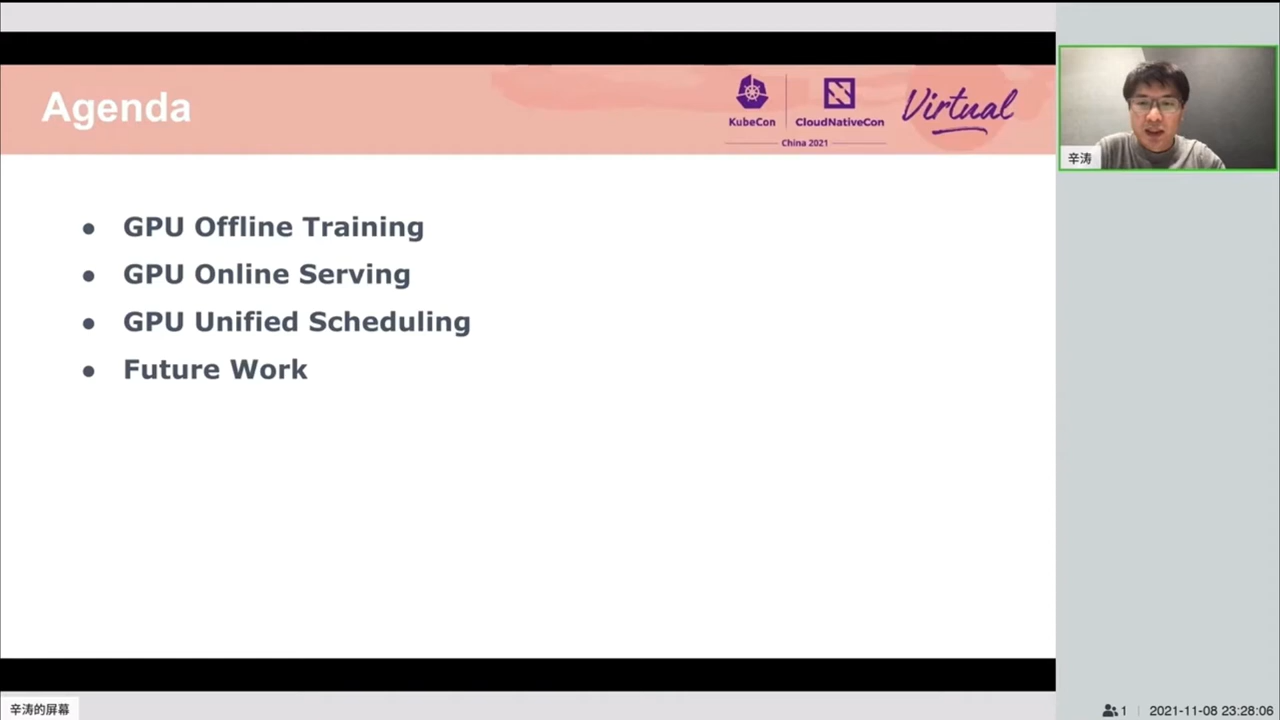 Agenda
KubeCon
CloudNativeCon
China 2021
Virtual
辛涛
● GPU Offline Training
● GPU Online Serving
● GPU Unified Scheduling
● Future Work
辛涛的屏幕
1
2021-11-08 23:28:06